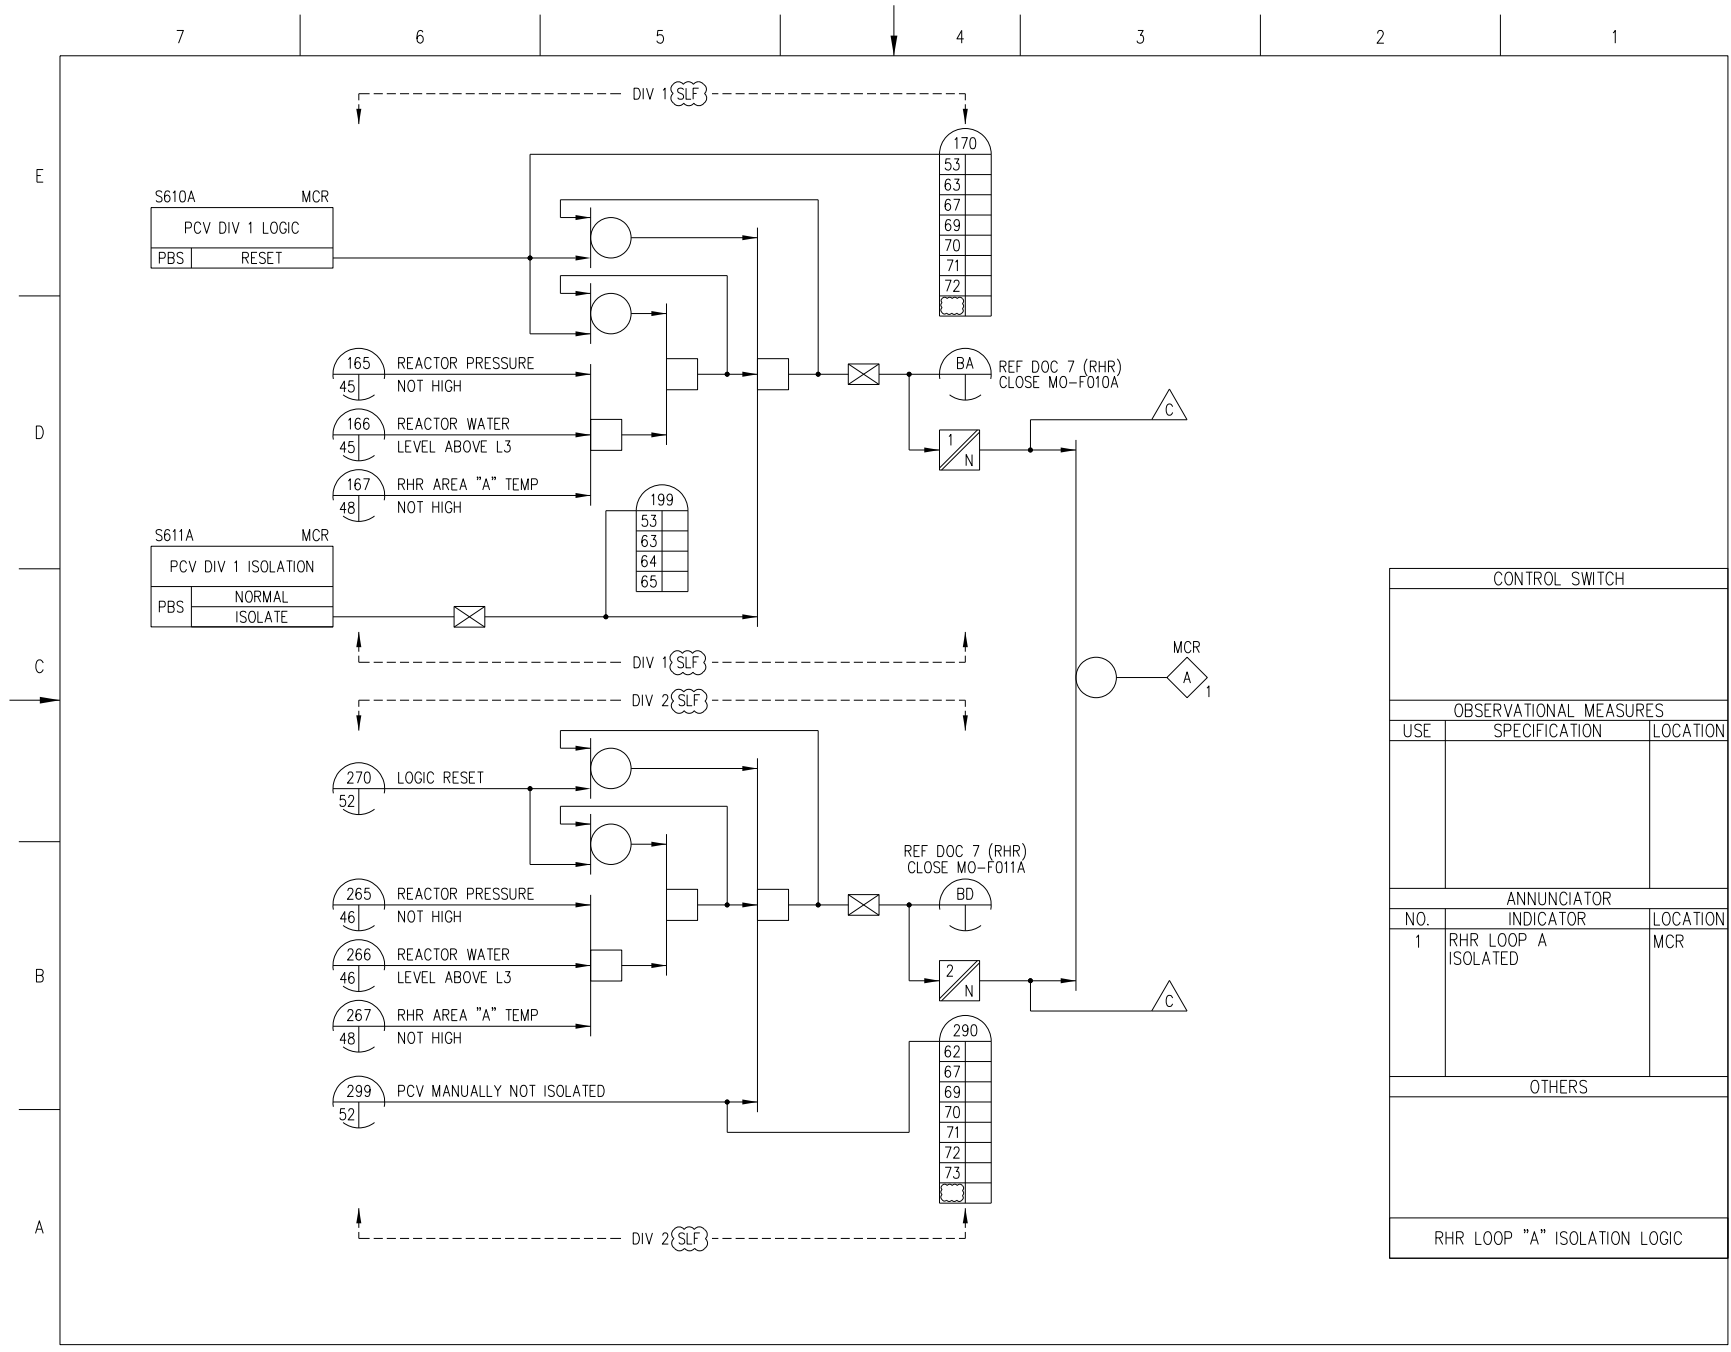 7 6 5 4 3 2 1
E
D
C
B
A
DIV 1 SLF
170
53
63
67
69
70
71
72
S610A MCR
PCV DIV 1 LOGIC
PBS RESET
165 REACTOR PRESSURE
45 NOT HIGH
166 REACTOR WATER
45 LEVEL ABOVE L3
167 RHR AREA "A" TEMP
48 NOT HIGH
BA
REF DOC 7 (RHR)
CLOSE MO-F010A
C
1
N
199
53
63
64
65
S611A MCR
PCV DIV 1 ISOLATION
PBS
NORMAL
ISOLATE
DIV 1 SLF
MCR
A
1
DIV 2 SLF
270 LOGIC RESET
52
265 REACTOR PRESSURE
46 NOT HIGH
266 REACTOR WATER
46 LEVEL ABOVE L3
267 RHR AREA "A" TEMP
48 NOT HIGH
299 PCV MANUALLY NOT ISOLATED
52
REF DOC 7 (RHR)
CLOSE MO-F011A
BD
2
N
C
290
62
67
69
70
71
72
73
DIV 2 SLF
CONTROL SWITCH
OBSERVATIONAL MEASURES
USE SPECIFICATION LOCATION
ANNUNCIATOR
NO. INDICATOR LOCATION
1 RHR LOOP A MCR
ISOLATED
OTHERS
RHR LOOP "A" ISOLATION LOGIC